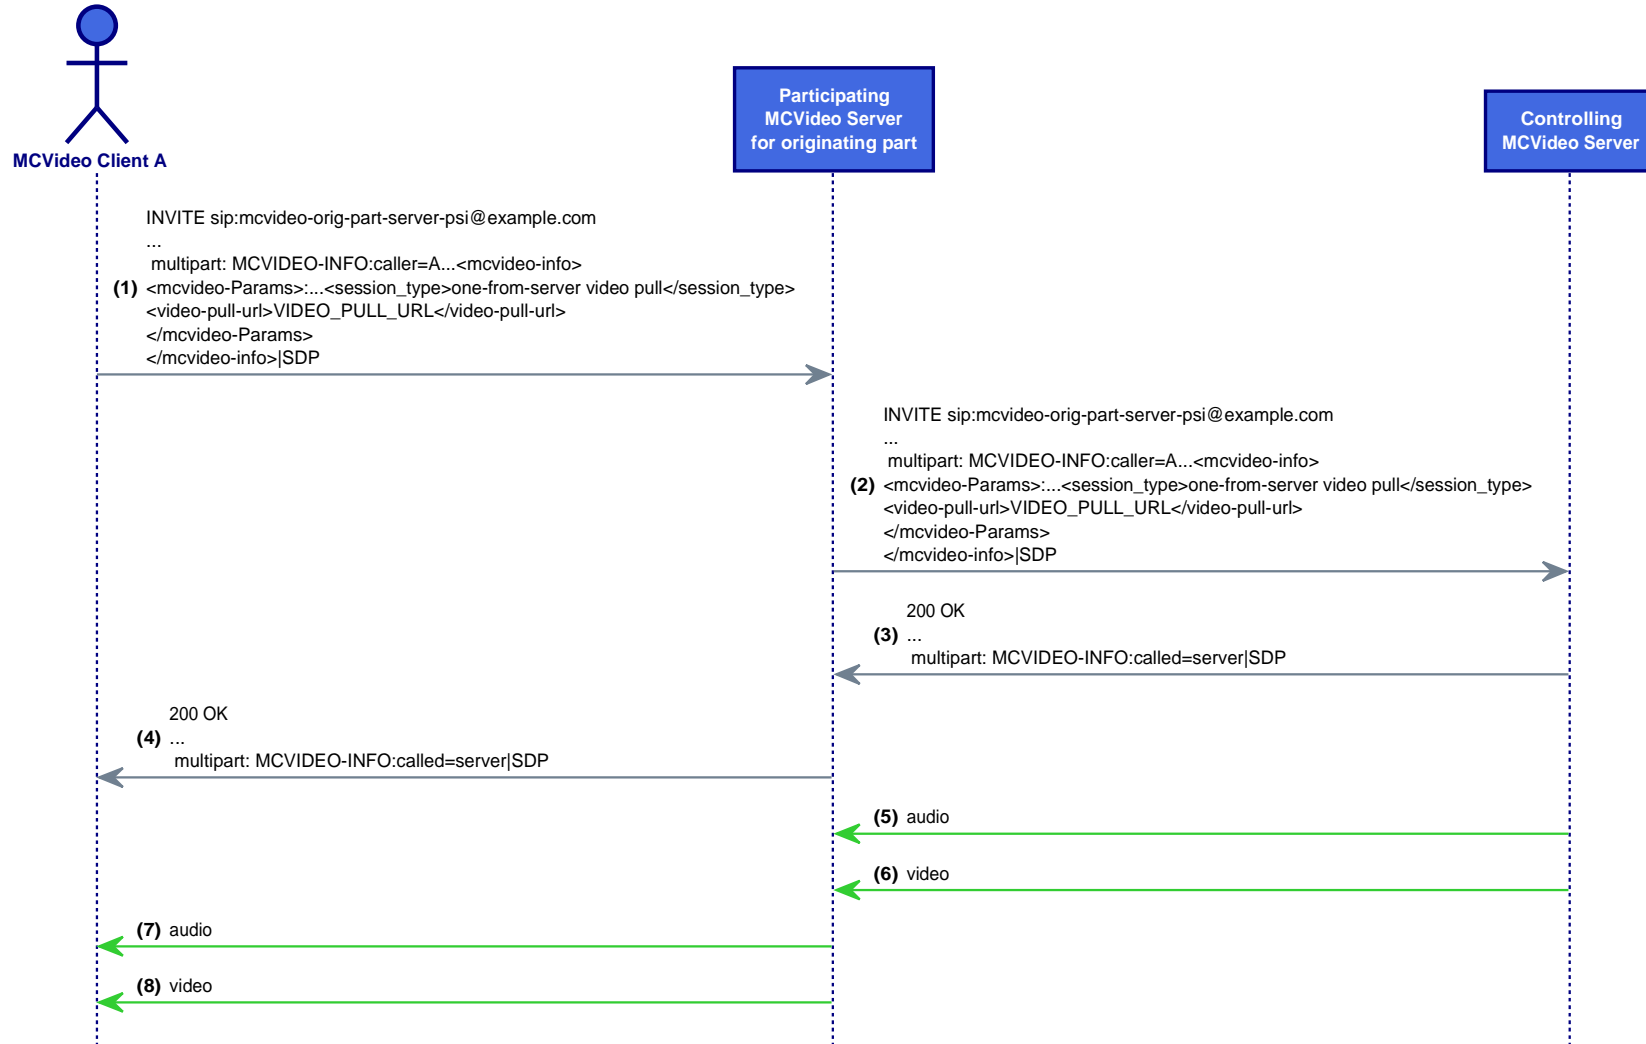 Participating
MCVideo Server
for originating part
Controlling
MCVideo Server
MCVideo Client A
INVITE sip:mcvideo-orig-part-server-psi@example.com
...
multipart: MCVIDEO-INFO:caller=A...<mcvideo-info>
(1) <mcvideo-Params>:...<session_type>one-from-server video pull</session_type>
<video-pull-url>VIDEO_PULL_URL</video-pull-url>
</mcvideo-Params>
</mcvideo-info>|SDP
INVITE sip:mcvideo-orig-part-server-psi@example.com
...
multipart: MCVIDEO-INFO:caller=A...<mcvideo-info>
(2) <mcvideo-Params>:...<session_type>one-from-server video pull</session_type>
<video-pull-url>VIDEO_PULL_URL</video-pull-url>
</mcvideo-Params>
</mcvideo-info>|SDP
200 OK
(3) ...
multipart: MCVIDEO-INFO:called=server|SDP
200 OK
(4) ...
multipart: MCVIDEO-INFO:called=server|SDP
(5) audio
(6) video
(7) audio
(8) video